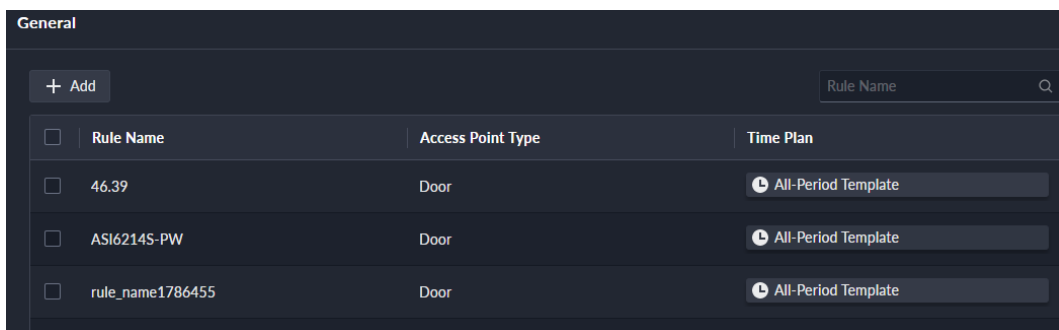 General
+ Add
Rule Name
Rule Name Access Point Type Time Plan
46.39 Door All-Period Template
ASI6214S-PW Door All-Period Template
rule_name1786455 Door All-Period Template